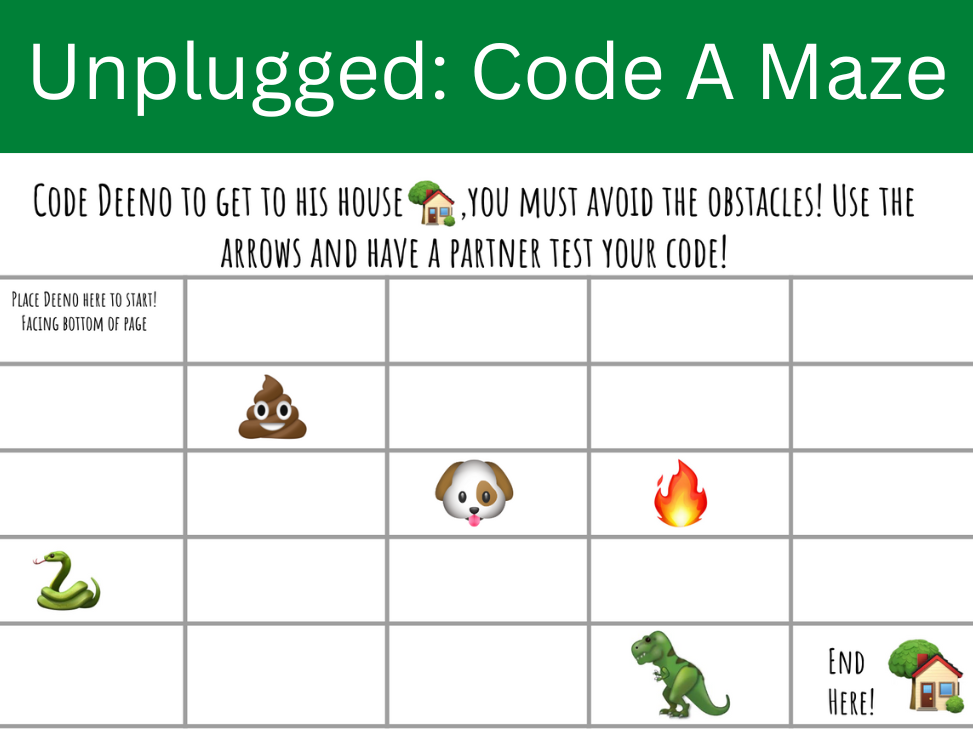 Unplugged: Code A Maze
Code Deeno to get to his house ,you must avoid the obstacles! Use the
arrows and have a partner test your code!
Place Deeno here to start!
Facing bottom of page
End
Here!